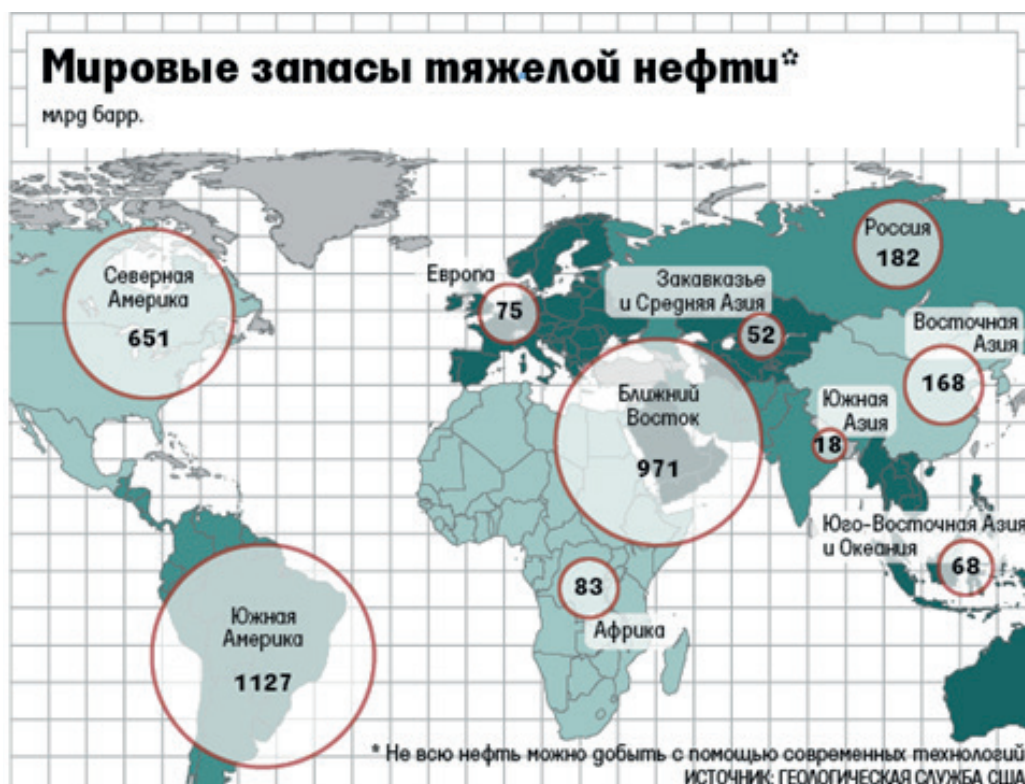 Мировые запасы тяжелой нефти*
млрд барр.
Северная
Америка
651
Европа
75
Закавказье
и Средняя Азия
52
Россия
182
Восточная
Азия
168
Ближний
Восток
971
Южная
Азия
18
Юго-Восточная Азия
и Океания
68
83
Африка
Южная
Америка
1127
* Не всю нефть можно добыть с помощью современных технологий
ИСТОЧНИК: ГЕОЛОГИЧЕСКАЯ СЛУЖБА США